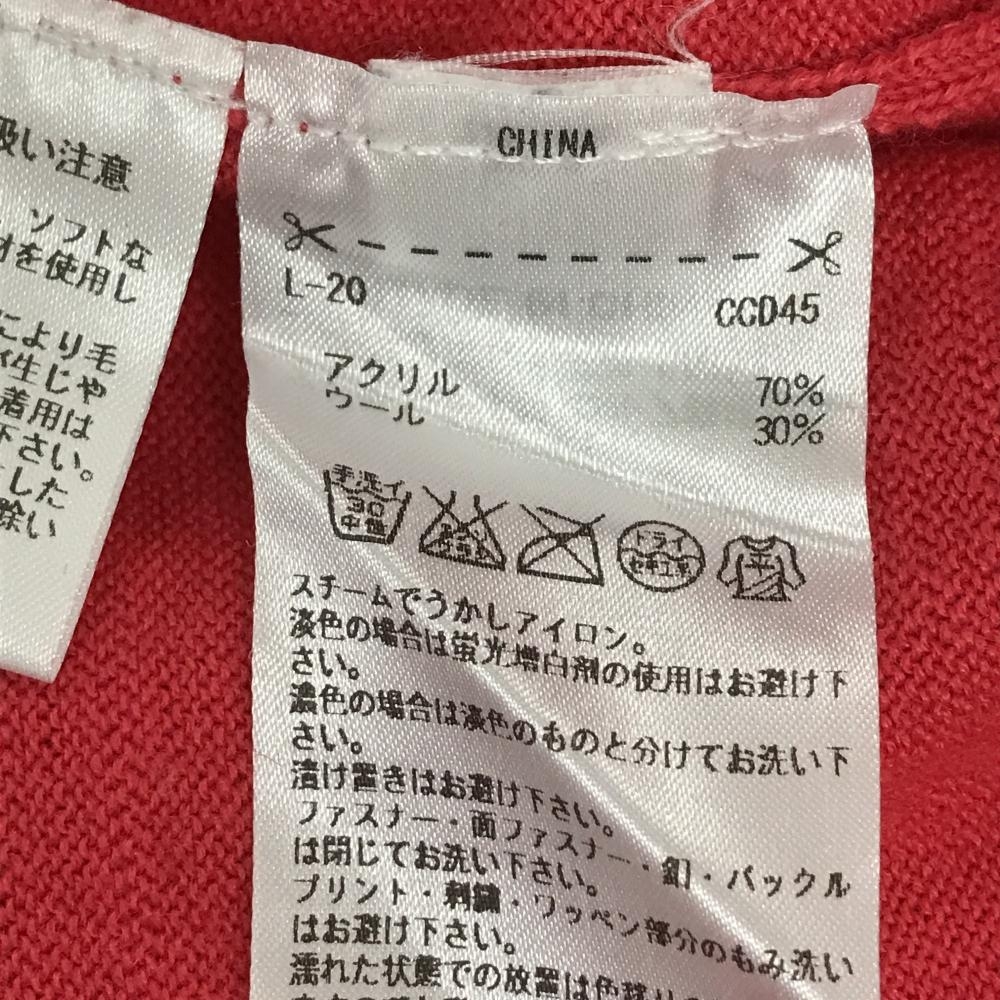 扱い注意
ソフトな
を使用し
により毛
生じや
着用は
下さい。
した
除い
CHINA
L-20 CCD45
アクリル 70%
ウール 30%
手洗イ
30
中性
ドライ
セキユ系
平
スチームでうかしアイロン。
淡色の場合は蛍光増白剤の使用はお避け下
さい。
濃色の場合は淡色のものと分けてお洗い下
さい。
漬け置きはお避け下さい。
ファスナー・面ファスナー・釦・バックル
は閉じてお洗い下さい。
プリント・刺繍・ワッペン部分のもみ洗い
はお避け下さい。
濡れた状態での放置は色移りの